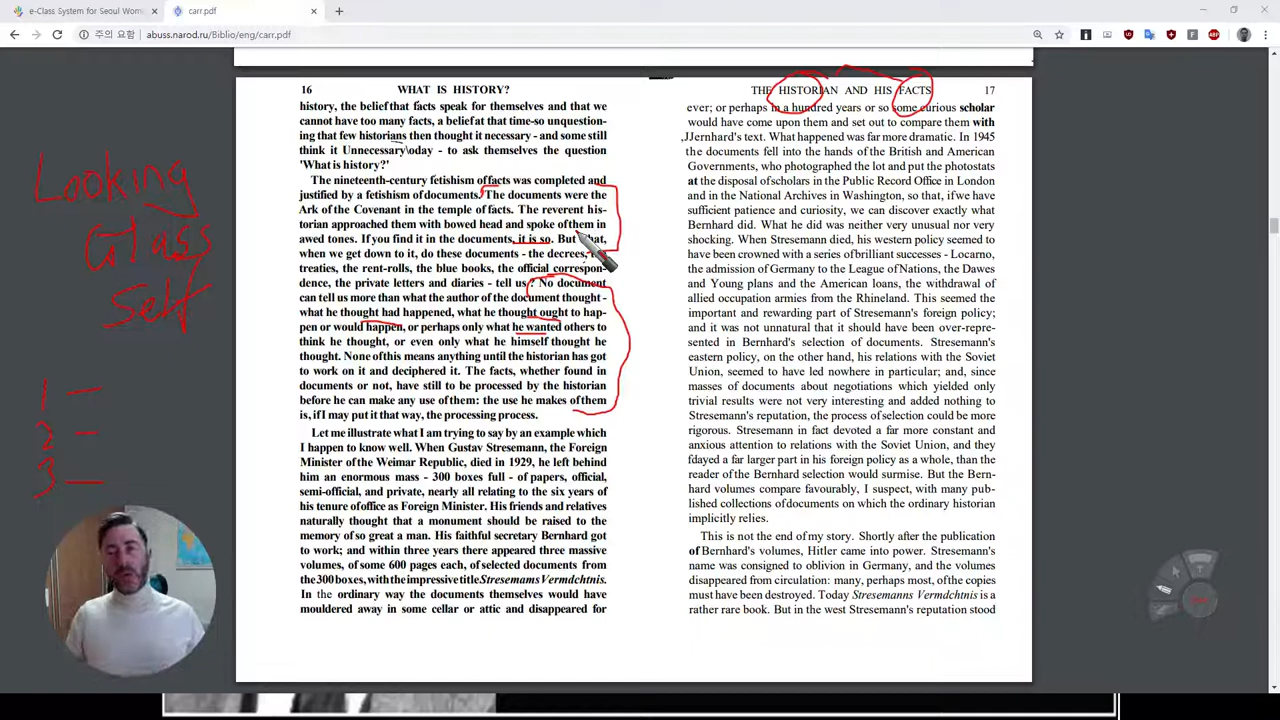 e-Class System for Seoul Wom
carr.pdf
주의 요함
abuss.narod.ru/Biblio/eng/carr.pdf
Looking
Glass
Self
1 —
2 —
3 —
16 WHAT IS HISTORY?
history, the belief that facts speak for themselves and that we
cannot have too many facts, a belief at that time-so unquestion-
ing that few historians then thought it necessary - and some still
think it Unnecessary\oday - to ask themselves the question
'What is history?'
The nineteenth-century fetishism of facts was completed and
justified by a fetishism of documents. The documents were the
Ark of the Covenant in the temple of facts. The reverent his-
torian approached them with bowed head and spoke of them in
awed tones. If you find it in the documents, it is so. But what,
when we get down to it, do these documents - the decrees,
treaties, the rent-rolls, the blue books, the official correspon-
dence, the private letters and diaries - tell us? No document
can tell us more than what the author of the document thought -
what he thought had happened, what he thought ought to hap-
pen or would happen, or perhaps only what he wanted others to
think he thought, or even only what he himself thought he
thought. None of this means anything until the historian has got
to work on it and deciphered it. The facts, whether found in
documents or not, have still to be processed by the historian
before he can make any use of them: the use he makes of them
is, if I may put it that way, the processing process.
Let me illustrate what I am trying to say by an example which
I happen to know well. When Gustav Stresemann, the Foreign
Minister of the Weimar Republic, died in 1929, he left behind
him an enormous mass - 300 boxes full - of papers, official,
semi-official, and private, nearly all relating to the six years of
his tenure of office as Foreign Minister. His friends and relatives
naturally thought that a monument should be raised to the
memory of so great a man. His faithful secretary Bernhard got
to work; and within three years there appeared three massive
volumes, of some 600 pages each, of selected documents from
the 300 boxes, with the impressive title Stresemams Vermdchtnis.
In the ordinary way the documents themselves would have
mouldered away in some cellar or attic and disappeared for
THE HISTORIAN AND HIS FACTS 17
ever; or perhaps in a hundred years or so some curious scholar
would have come upon them and set out to compare them with
,JJernhard's text. What happened was far more dramatic. In 1945
the documents fell into the hands of the British and American
Governments, who photographed the lot and put the photostats
at the disposal of scholars in the Public Record Office in London
and in the National Archives in Washington, so that, if we have
sufficient patience and curiosity, we can discover exactly what
Bernhard did. What he did was neither very unusual nor very
shocking. When Stresemann died, his western policy seemed to
have been crowned with a series of brilliant successes - Locarno,
the admission of Germany to the League of Nations, the Dawes
and Young plans and the American loans, the withdrawal of
allied occupation armies from the Rhineland. This seemed the
important and rewarding part of Stresemann's foreign policy;
and it was not unnatural that it should have been over-repre-
sented in Bernhard's selection of documents. Stresemann's
eastern policy, on the other hand, his relations with the Soviet
Union, seemed to have led nowhere in particular; and, since
masses of documents about negotiations which yielded only
trivial results were not very interesting and added nothing to
Stresemann's reputation, the process of selection could be more
rigorous. Stresemann in fact devoted a far more constant and
anxious attention to relations with the Soviet Union, and they
fdayed a far larger part in his foreign policy as a whole, than the
reader of the Bernhard selection would surmise. But the Bern-
hard volumes compare favourably, I suspect, with many pub-
lished collections of documents on which the ordinary historian
implicitly relies.
This is not the end of my story. Shortly after the publication
of Bernhard's volumes, Hitler came into power. Stresemann's
name was consigned to oblivion in Germany, and the volumes
disappeared from circulation: many, perhaps most, of the copies
must have been destroyed. Today Stresemanns Vermdchtnis is a
rather rare book. But in the west Stresemann's reputation stood